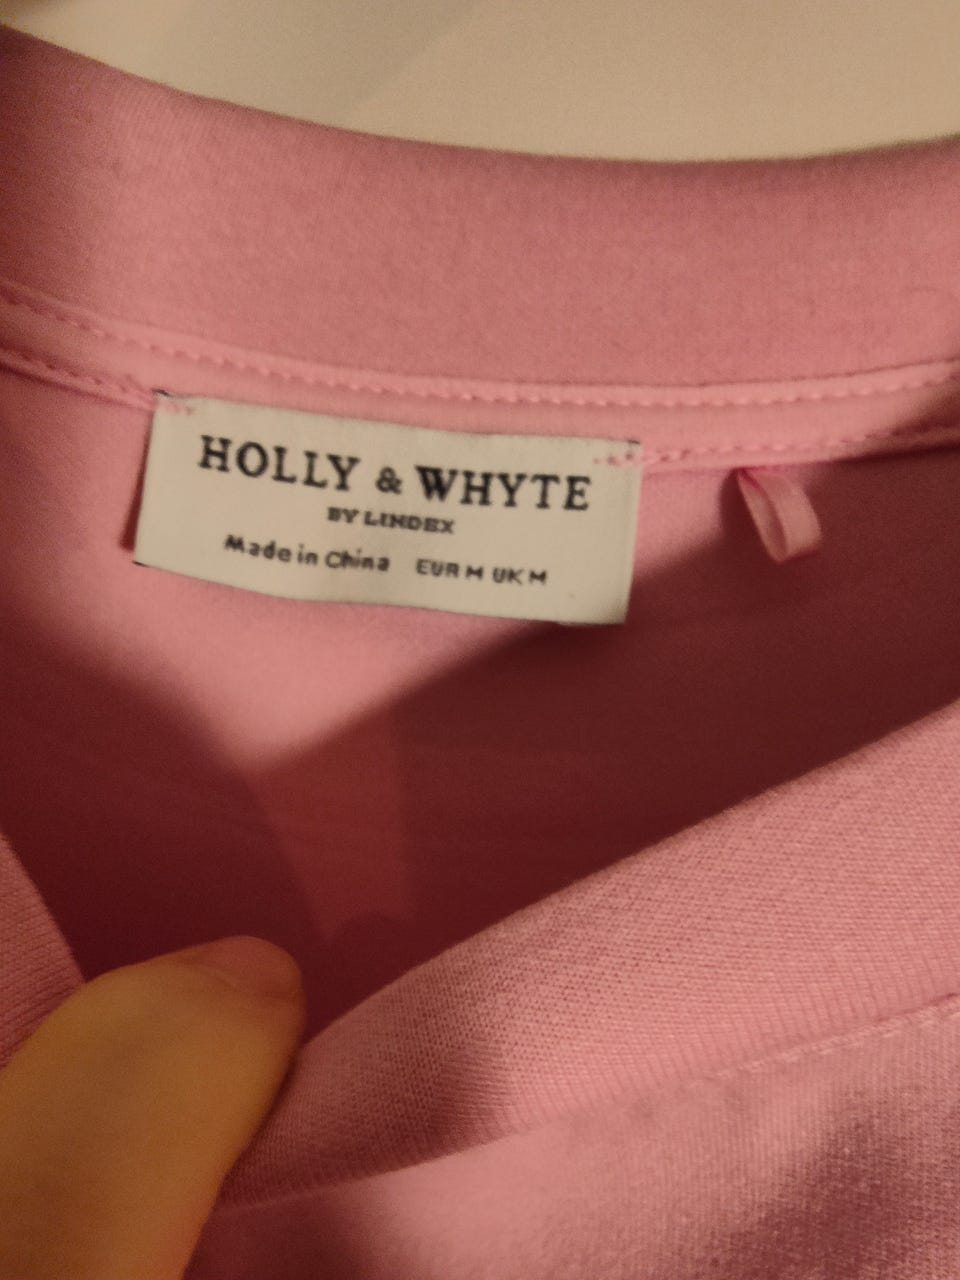 HOLLY & WHYTE
BY LINDEX
Made in China EUR M UK M